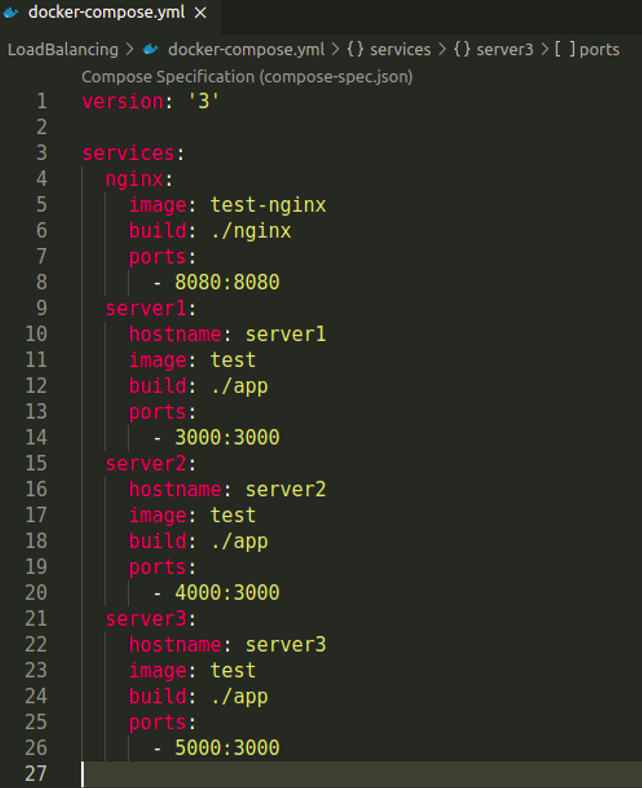 docker-compose.yml ×
LoadBalancing > docker-compose.yml > {} services > {} server3 > [ ] ports
Compose Specification (compose-spec.json)
1 version: '3'
2
3 services:
4   nginx:
5     image: test-nginx
6     build: ./nginx
7     ports:
8       - 8080:8080
9   server1:
10     hostname: server1
11     image: test
12     build: ./app
13     ports:
14       - 3000:3000
15   server2:
16     hostname: server2
17     image: test
18     build: ./app
19     ports:
20       - 4000:3000
21   server3:
22     hostname: server3
23     image: test
24     build: ./app
25     ports:
26       - 5000:3000
27